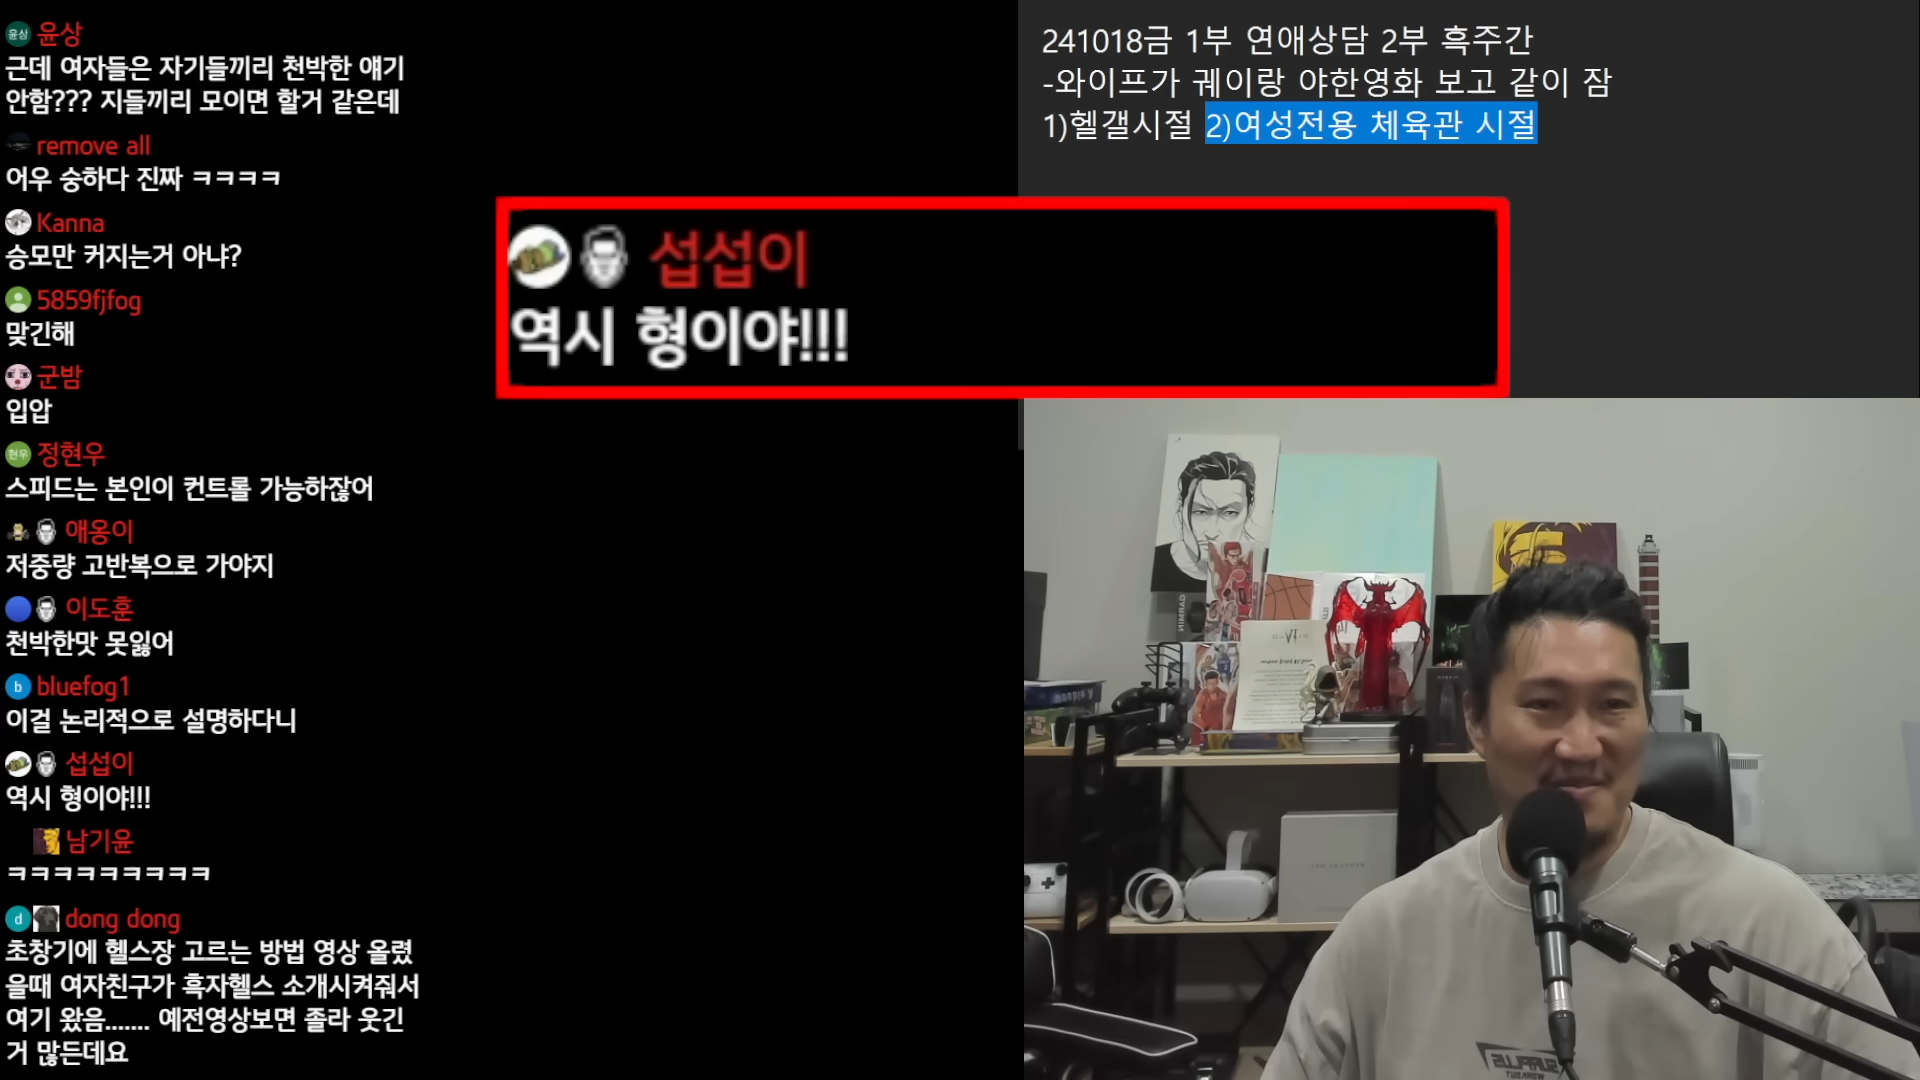 윤상 윤상
근데 여자들은 자기들끼리 천박한 얘기
안함??? 지들끼리 모이면 할거 같은데
remove all
어우 숭하다 진짜 ㅋㅋㅋㅋ
Kanna
승모만 커지는거 아냐?
5859fjfog
맞긴해
군밤
입압
현우 정현우
스피드는 본인이 컨트롤 가능하잖어
애옹이
저중량 고반복으로 가야지
이도훈
천박한맛 못잃어
b bluefog1
이걸 논리적으로 설명하다니
섭섭이
역시 형이야!!!
남기윤
ㅋㅋㅋㅋㅋㅋㅋㅋㅋ
d dong dong
초창기에 헬스장 고르는 방법 영상 올렸
을때 여자친구가 흑자헬스 소개시켜줘서
여기 왔음....... 예전영상보면 졸라 웃긴
거 많든데요
241018금 1부 연애상담 2부 흑주간
-와이프가 궤이랑 야한영화 보고 같이 잠
1)헬갤시절 2)여성전용 체육관 시절
섭섭이
역시 형이야!!!
GARMIN
VI